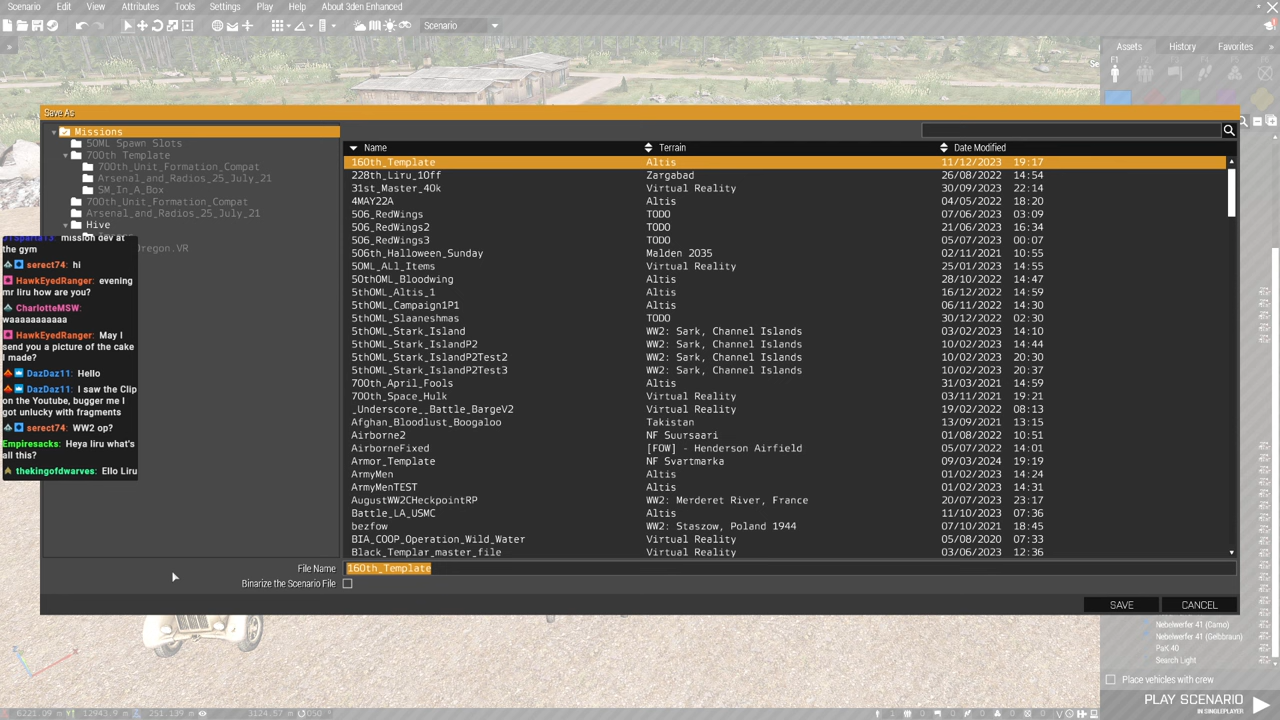 Scenario Edit View Attributes Tools Settings Play Help About 3den Enhanced
Scenario
Assets History Favorites
F1 F2 F3 F4 F5 F6
Save As
Missions
50ML Spawn Slots
700th Template
700th_Unit_Formation_Compat
Arsenal_and_Radios_25_July_21
SM_In_A_Box
700th_Unit_Formation_Compat
Arsenal_and_Radios_25_July_21
Hive
Oregon.VR
mission dev at
the gym
serect74: hi
HawkEyedRanger: evening
mr liru how are you?
CharlotteMSW:
waaaaaaaaaaa
HawkEyedRanger: May I
send you a picture of the cake
I made?
DazDaz11: Hello
DazDaz11: I saw the Clip
on the Youtube, bugger me I
got unlucky with fragments
serect74: WW2 op?
Empiresacks: Heya liru what's
all this?
thekingofdwarves: Ello Liru
Name Terrain Date Modified
160th_Template Altis 11/12/2023 19:17
228th_Liru_1Off Zargabad 26/08/2022 14:54
31st_Master_40k Virtual Reality 30/09/2023 22:14
4MAY22A Altis 04/05/2022 18:20
506_RedWings TODO 07/06/2023 03:09
506_RedWings2 TODO 21/06/2023 16:34
506_RedWings3 TODO 05/07/2023 00:07
506th_Halloween_Sunday Malden 2035 02/11/2021 10:55
50ML_ALl_Items Virtual Reality 25/01/2023 14:55
50thOML_Bloodwing Altis 28/10/2022 14:47
5thOML_Altis_1 Altis 16/12/2022 14:59
5thOML_Campaign1P1 Altis 06/11/2022 14:30
5thOML_Slaaneshmas TODO 30/12/2022 02:30
5thOML_Stark_Island WW2: Sark, Channel Islands 03/02/2023 14:10
5thOML_Stark_IslandP2 WW2: Sark, Channel Islands 10/02/2023 14:44
5thOML_Stark_IslandP2Test2 WW2: Sark, Channel Islands 10/02/2023 20:30
5thOML_Stark_IslandP2Test3 WW2: Sark, Channel Islands 10/02/2023 20:37
700th_April_Fools Altis 31/03/2021 14:59
700th_Space_Hulk Virtual Reality 03/11/2021 19:21
_Underscore__Battle_BargeV2 Virtual Reality 19/02/2022 08:13
Afghan_Bloodlust_Boogaloo Takistan 13/09/2021 13:15
Airborne2 NF Suursaari 01/08/2022 10:51
AirborneFixed [FOW] - Henderson Airfield 05/07/2022 14:01
Armor_Template NF Svartmarka 09/03/2024 19:19
ArmyMen Altis 01/02/2023 14:24
ArmyMenTEST Altis 01/02/2023 14:31
AugustWW2CHeckpointRP WW2: Merderet River, France 20/07/2023 23:17
Battle_LA_USMC Altis 11/10/2023 07:36
bezfow WW2: Staszow, Poland 1944 07/10/2021 18:45
BIA_COOP_Operation_Wild_Water Virtual Reality 05/08/2020 07:33
Black_Templar_master_file Virtual Reality 03/06/2023 12:36
File Name 160th_Template
Binarize the Scenario File
SAVE CANCEL
Nebelwerfer 41 (Camo)
Nebelwerfer 41 (Gelbbraun)
PaK 40
Search Light
Place vehicles with crew
PLAY SCENARIO
IN SINGLEPLAYER